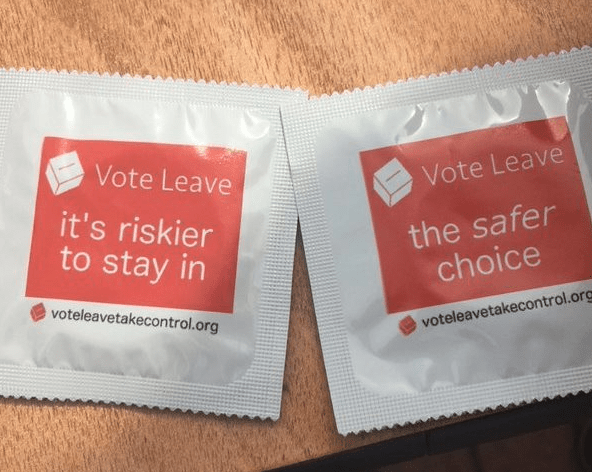 Vote Leave
it's riskier
to stay in
voteleavetakecontrol.org
Vote Leave
the safer
choice
voteleavetakecontrol.org